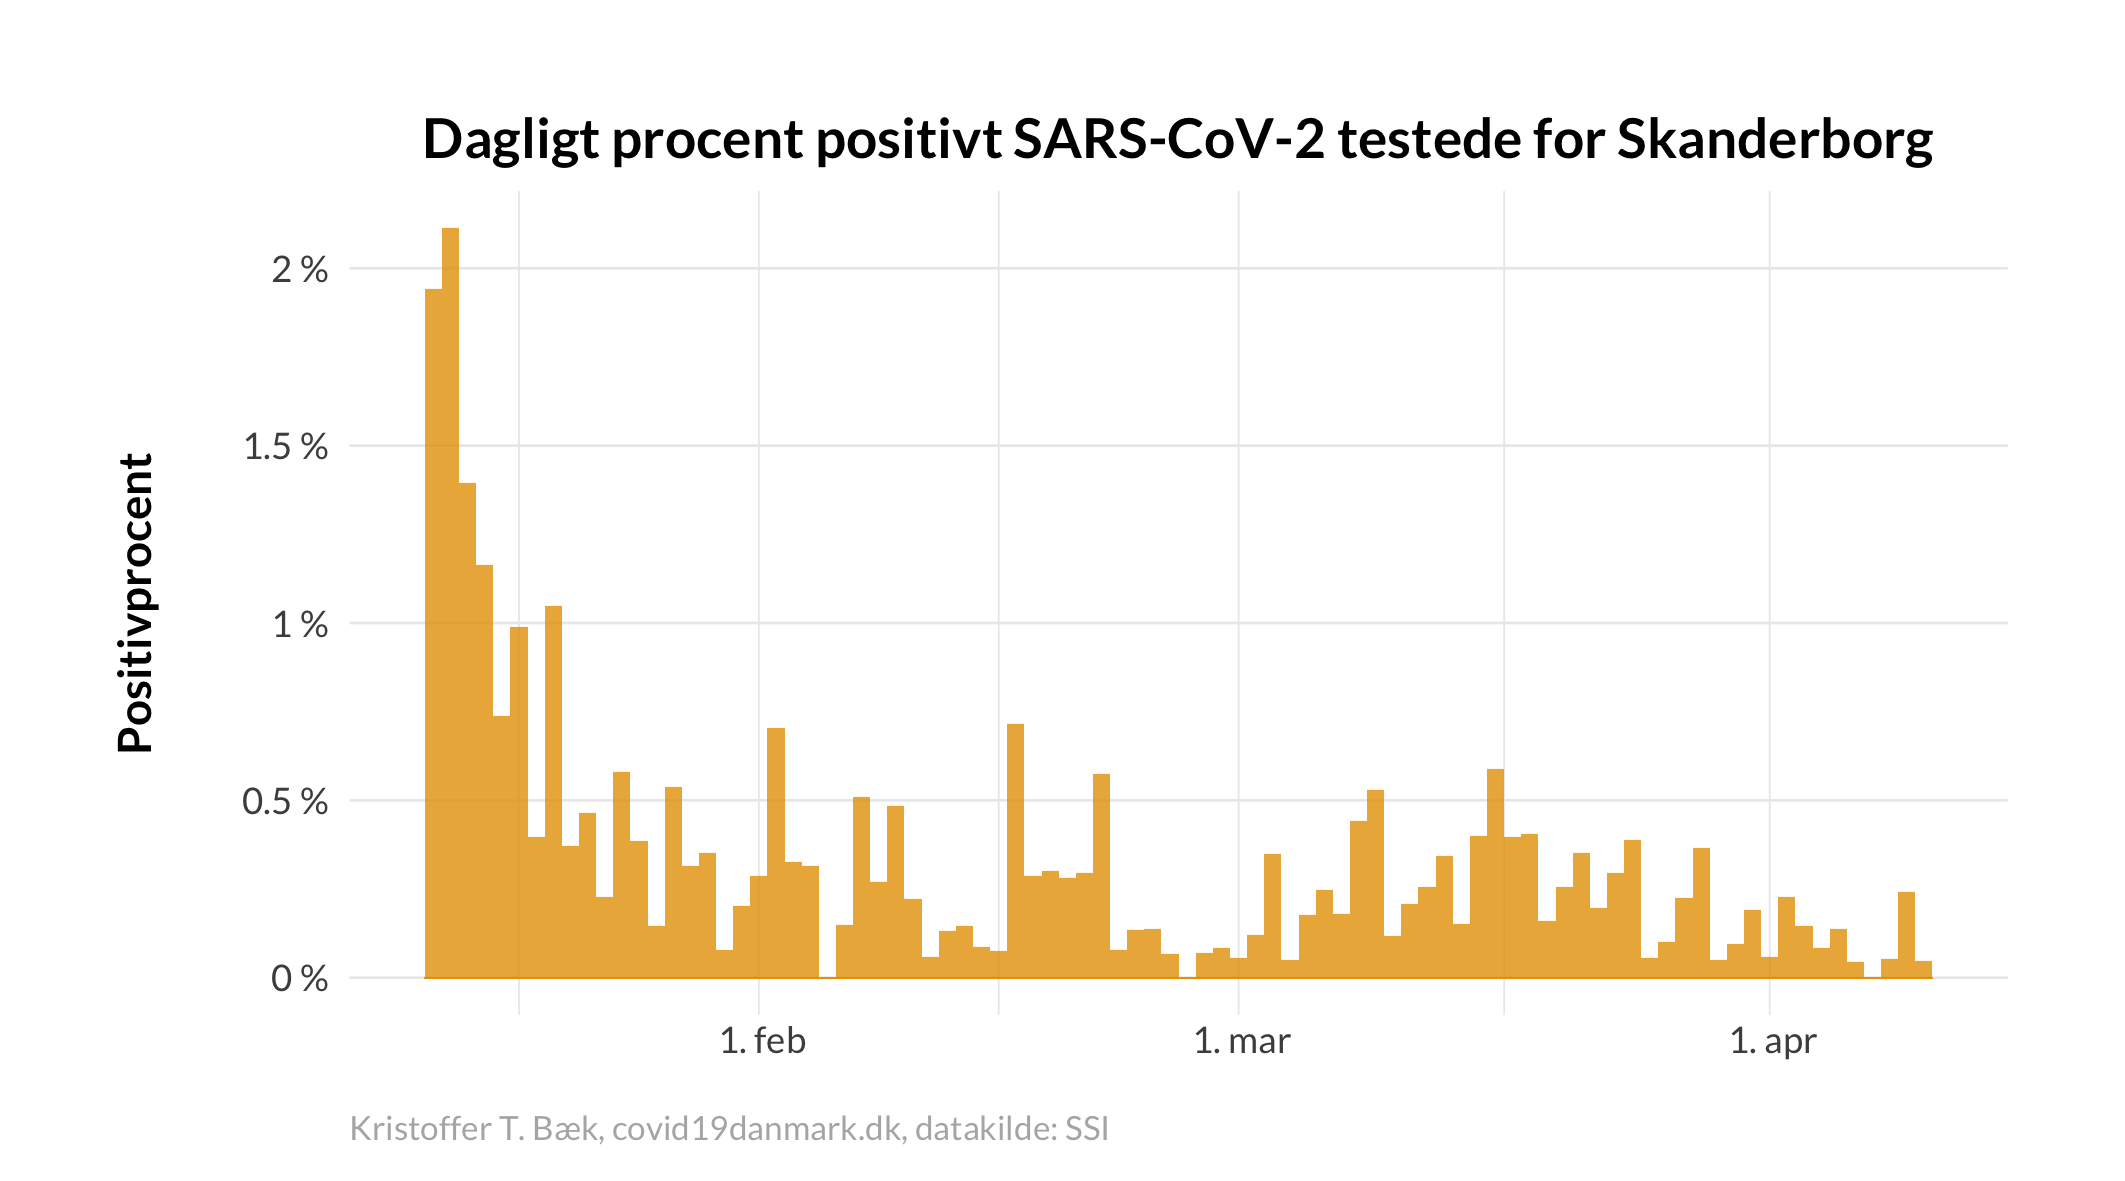 Dagligt procent positivt SARS-CoV-2 testede for Skanderborg
Positivprocent
2 %
1.5 %
1 %
0.5 %
0 %
1. feb
1. mar
1. apr
Kristoffer T. Bæk, covid19danmark.dk, datakilde: SSI